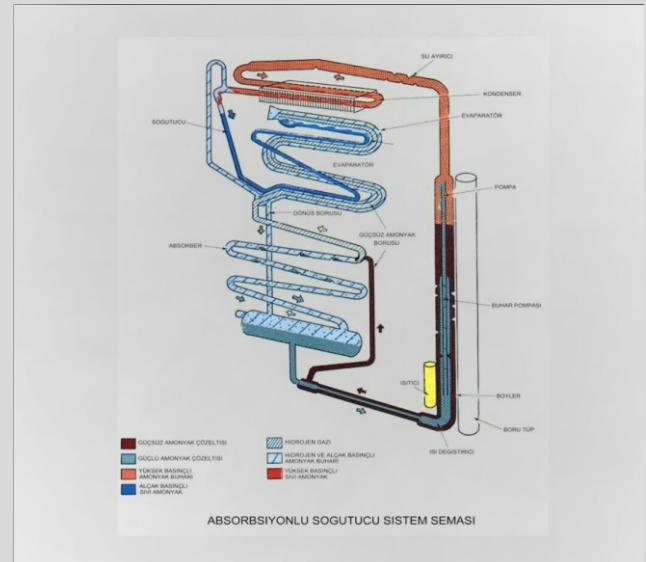 SU AYIRICI
KONDENSER
EVAPARATÖR
SOGUTUCU
EVAPARATÖR
POMPA
DÖNÜS BORUSU
GÜÇSÜZ AMONYAK
BORUSU
ABSORBER
BUHAR POMPASI
ISITICI
BOYLER
BORU TÜP
ISI DEGISTIRICI
GÜÇSÜZ AMONYAK ÇÖZELTISI
HIDROJEN GAZI
GÜÇLÜ AMONYAK ÇÖZELTISI
HIDROJEN VE ALÇAK BASINÇLI
AMONYAK BUHARI
YÜKSEK BASINÇLI
AMONYAK BUHARI
YÜKSEK BASINÇLI
SIVI AMONYAK
ALÇAK BASINÇLI
SIVI AMONYAK
ABSORBSIYONLU SOGUTUCU SISTEM SEMASI